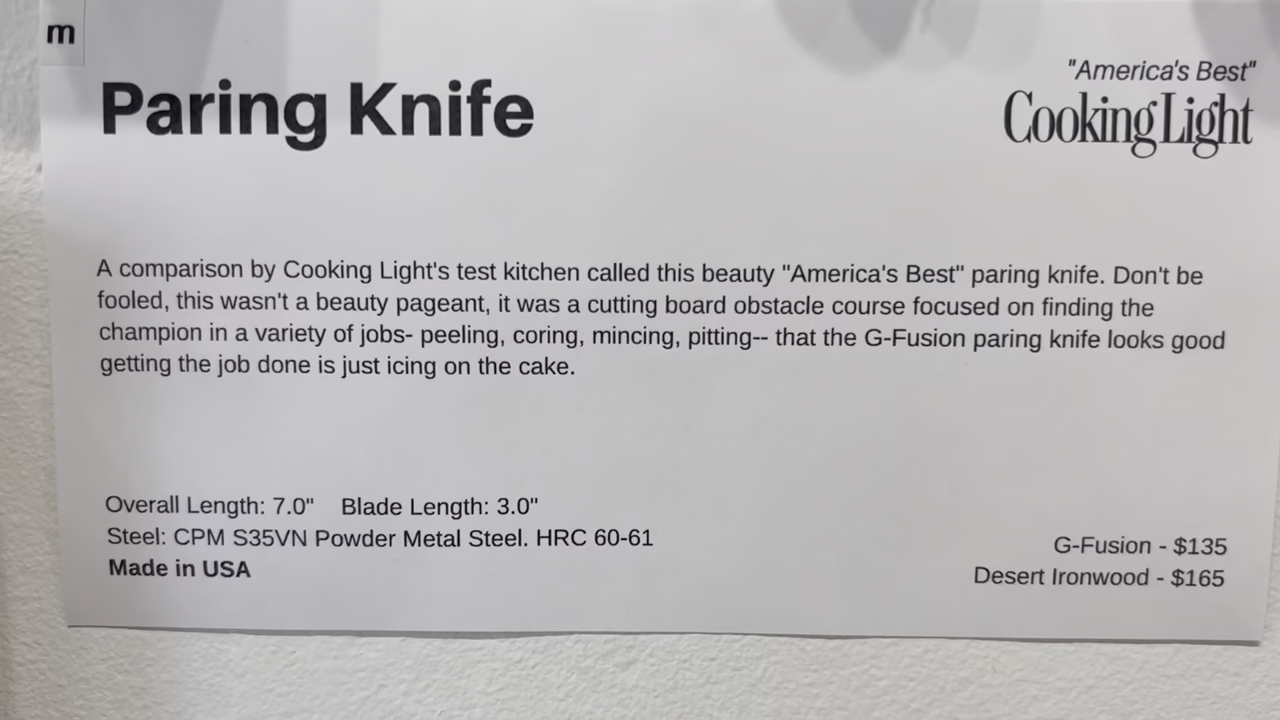 m
Paring Knife
"America's Best"
Cooking Light
A comparison by Cooking Light's test kitchen called this beauty "America's Best" paring knife. Don't be
fooled, this wasn't a beauty pageant, it was a cutting board obstacle course focused on finding the
champion in a variety of jobs- peeling, coring, mincing, pitting-- that the G-Fusion paring knife looks good
getting the job done is just icing on the cake.
Overall Length: 7.0" Blade Length: 3.0"
Steel: CPM S35VN Powder Metal Steel. HRC 60-61
Made in USA
G-Fusion - $135
Desert Ironwood - $165